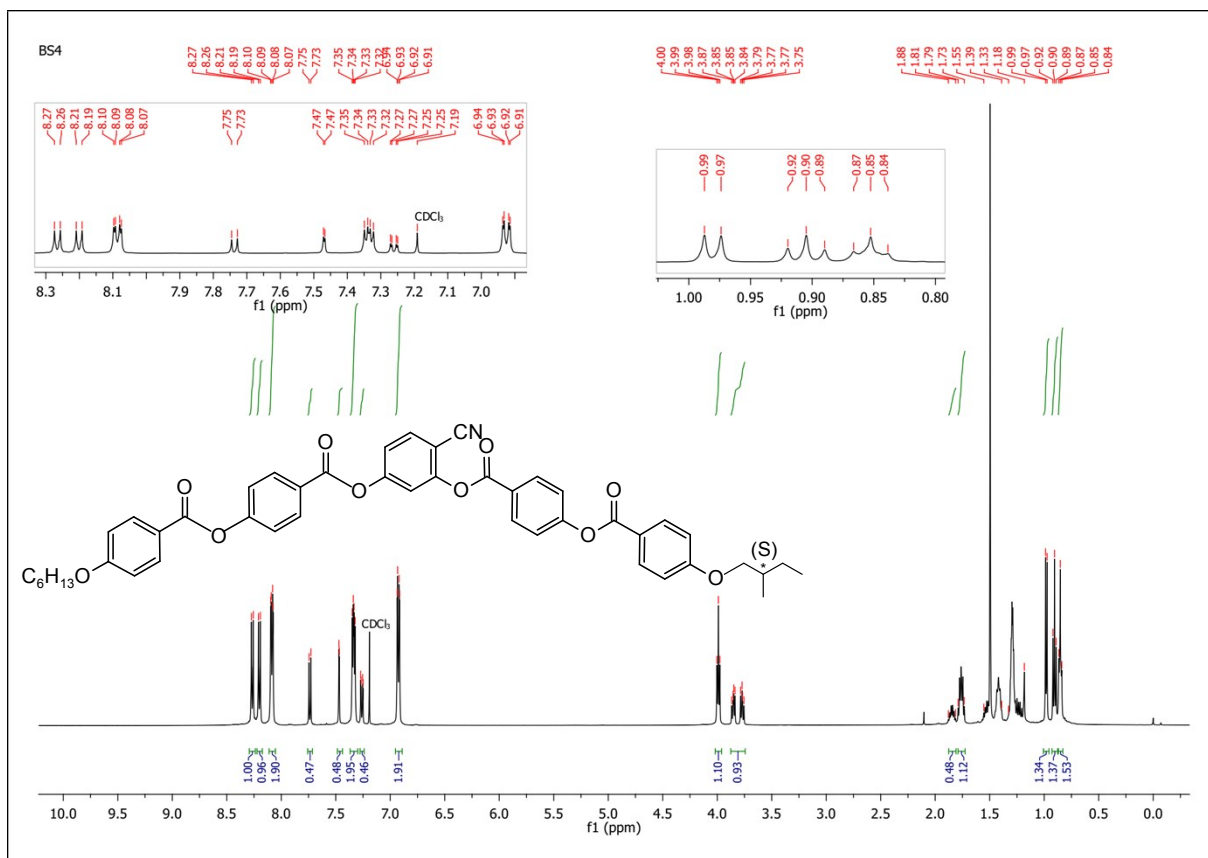 BS4
8.27 8.26 8.21 8.19 8.10 8.09 8.08 8.07 7.75 7.73 7.35 7.34 7.33 7.32 6.94 6.93 6.92 6.91
4.00 3.99 3.98 3.87 3.85 3.85 3.84 3.79 3.77 3.77 3.75
1.88 1.81 1.79 1.73 1.55 1.39 1.33 1.18 0.99 0.97 0.92 0.90 0.89 0.87 0.85 0.84
8.27 8.26 8.21 8.19 8.10 8.09 8.08 8.07 7.75 7.73 7.47 7.47 7.35 7.34 7.33 7.32 7.27 7.27 7.25 7.25 7.19 6.94 6.93 6.92 6.91
CDCl₃
8.3 8.1 7.9 7.8 7.7 7.6 7.5 7.4 7.3 7.2 7.1 7.0
f1 (ppm)
0.99 0.97 0.92 0.90 0.89 0.87 0.85 0.84
1.00 0.95 0.90 0.85 0.80
f1 (ppm)
CN
O O
O O
O O O
O
(S)
*
C₆H₁₃O O
CDCl₃
1.00 0.96 1.90 0.47 0.48 1.95 0.46 1.91 1.10 0.93 0.48 1.12 1.34 1.37 1.53
10.0 9.5 9.0 8.5 8.0 7.5 7.0 6.5 6.0 5.5 5.0 4.5 4.0 3.5 3.0 2.5 2.0 1.5 1.0 0.5 0.0
f1 (ppm)